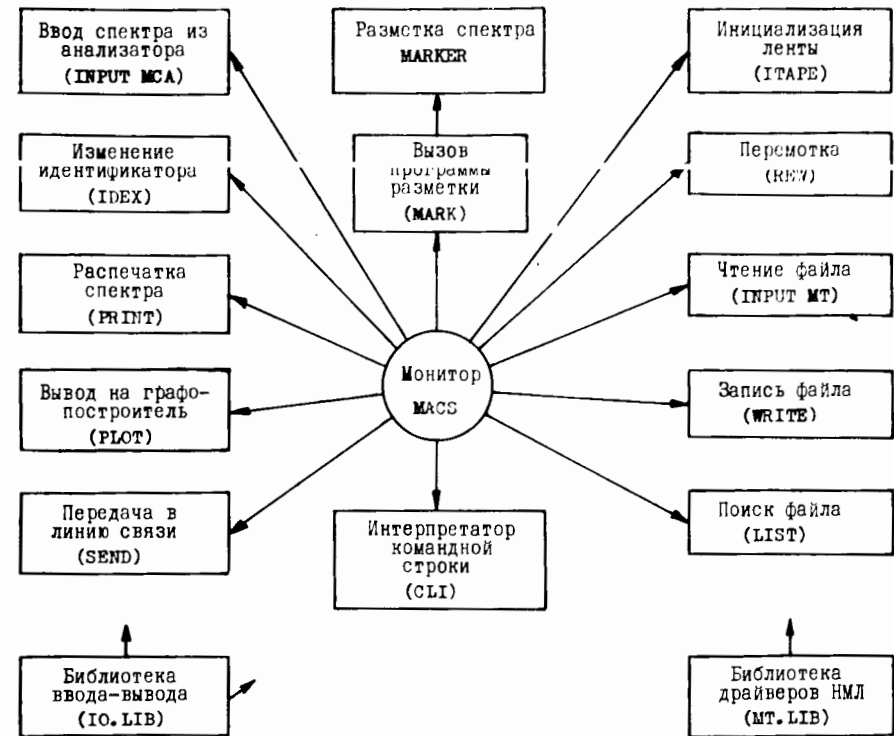 Ввод спектра из
анализатора
(INPUT MCA)
Разметка спектра
MARKER
Инициализация
ленты
(ITAPE)
Изменение
идентификатора
(IDEX)
Вызов
программы
разметки
(MARK)
Перемотка
(REW)
Распечатка
спектра
(PRINT)
Чтение файла
(INPUT MT)
Монитор
MACS
Вывод на графо-
построитель
(PLOT)
Запись файла
(WRITE)
Передача в
линию связи
(SEND)
Интерпретатор
командной
строки
(CLI)
Поиск файла
(LIST)
Библиотека
ввода-вывода
(IO.LIB)
Библиотека
драйверов НМЛ
(MT.LIB)